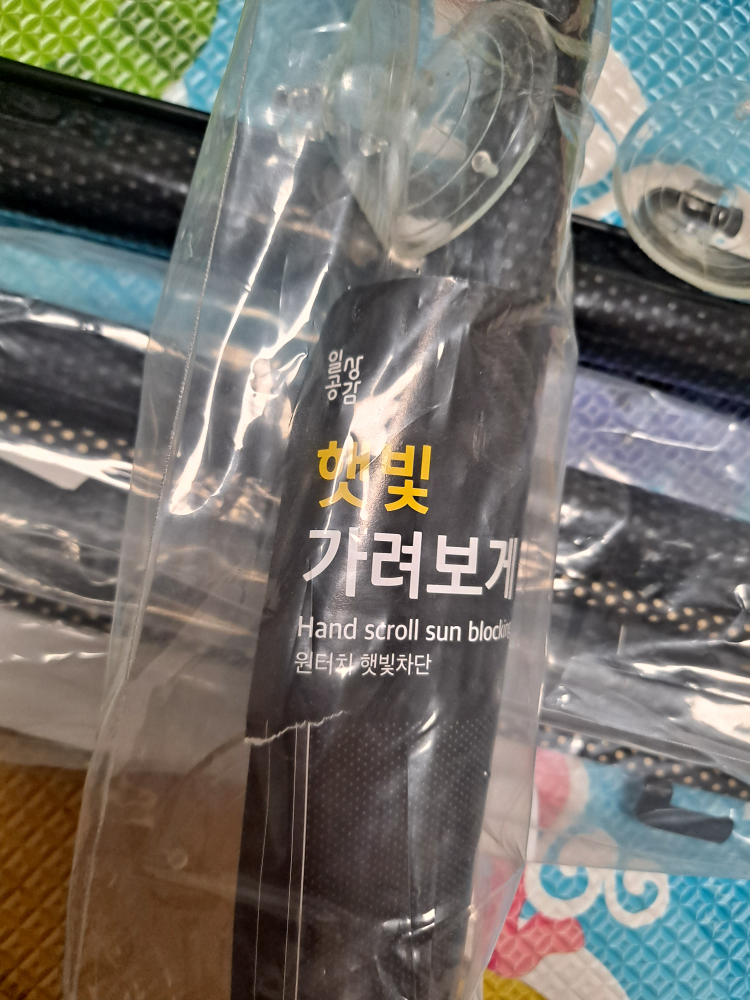 일상
공감
햇빛
가려보게
Hand scroll sun blocking
원터치 햇빛차단